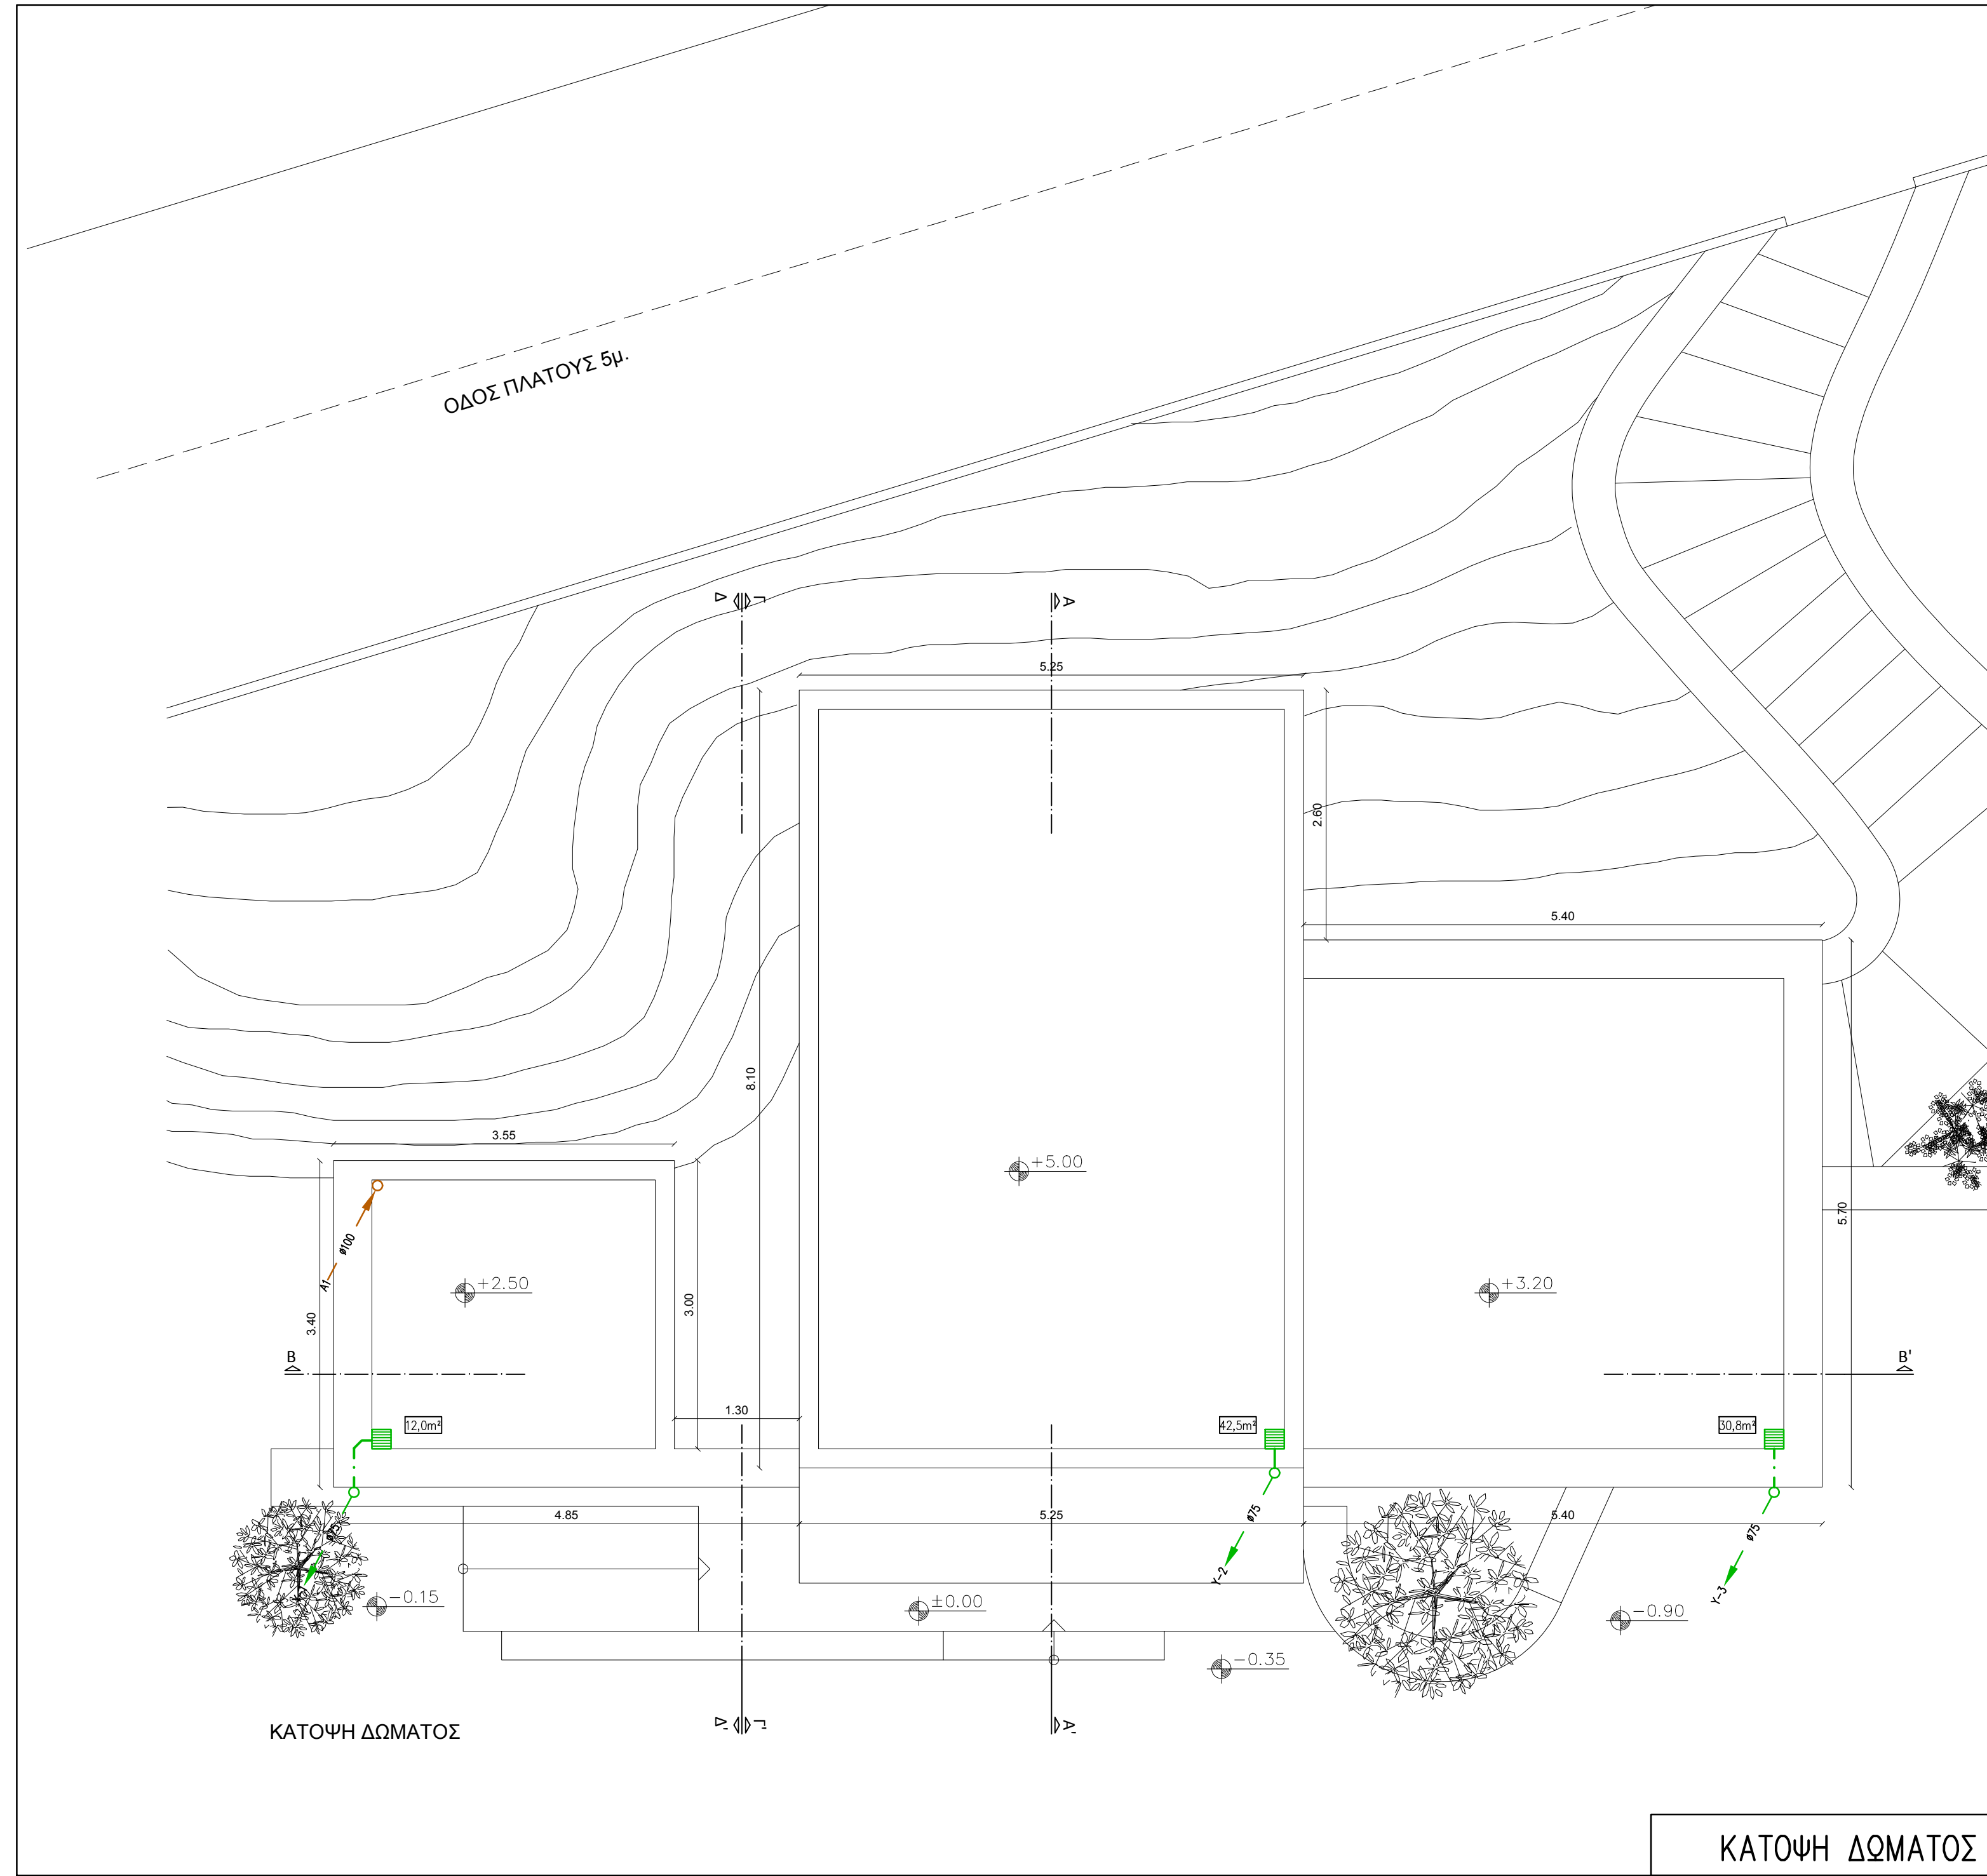 ΟΔΟΣ ΠΛΑΤΟΥΣ 5μ.
Δ Γ
A
5.25
2.60
5.40
8.10
3.55
+5.00
5.70
ø100
A1
+2.50
3.00
+3.20
3.40
B
B'
1.30
12,0m²
42,5m²
30,8m²
4.85
5.25
5.40
ø75
ø75
ø75
Y-2
Y-3
-0.15
±0.00
-0.90
-0.35
Δ' Γ'
A'
ΚΑΤΟΨΗ ΔΩΜΑΤΟΣ
ΚΑΤΟΨΗ ΔΩΜΑΤΟΣ